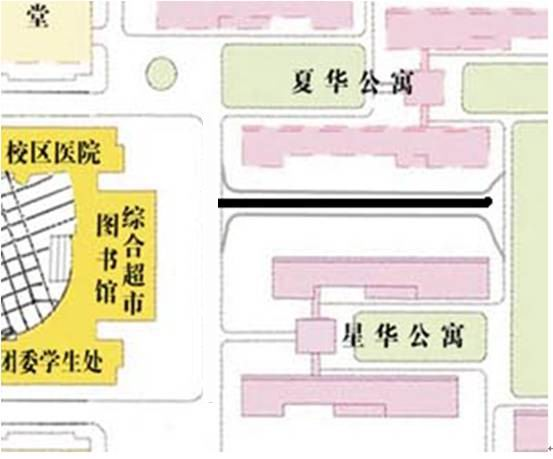 堂
夏华公寓
校区医院
综合超市
图书馆
星华公寓
团委学生处